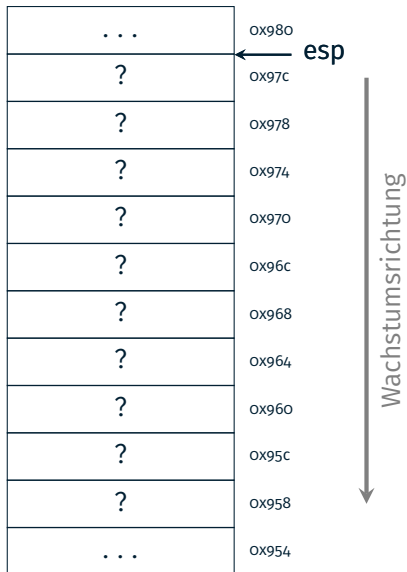 ... 0x980
esp
? 0x97c
? 0x978
? 0x974
? 0x970
? 0x96c
? 0x968
? 0x964
? 0x960
? 0x95c
? 0x958
... 0x954
Wachstumsrichtung